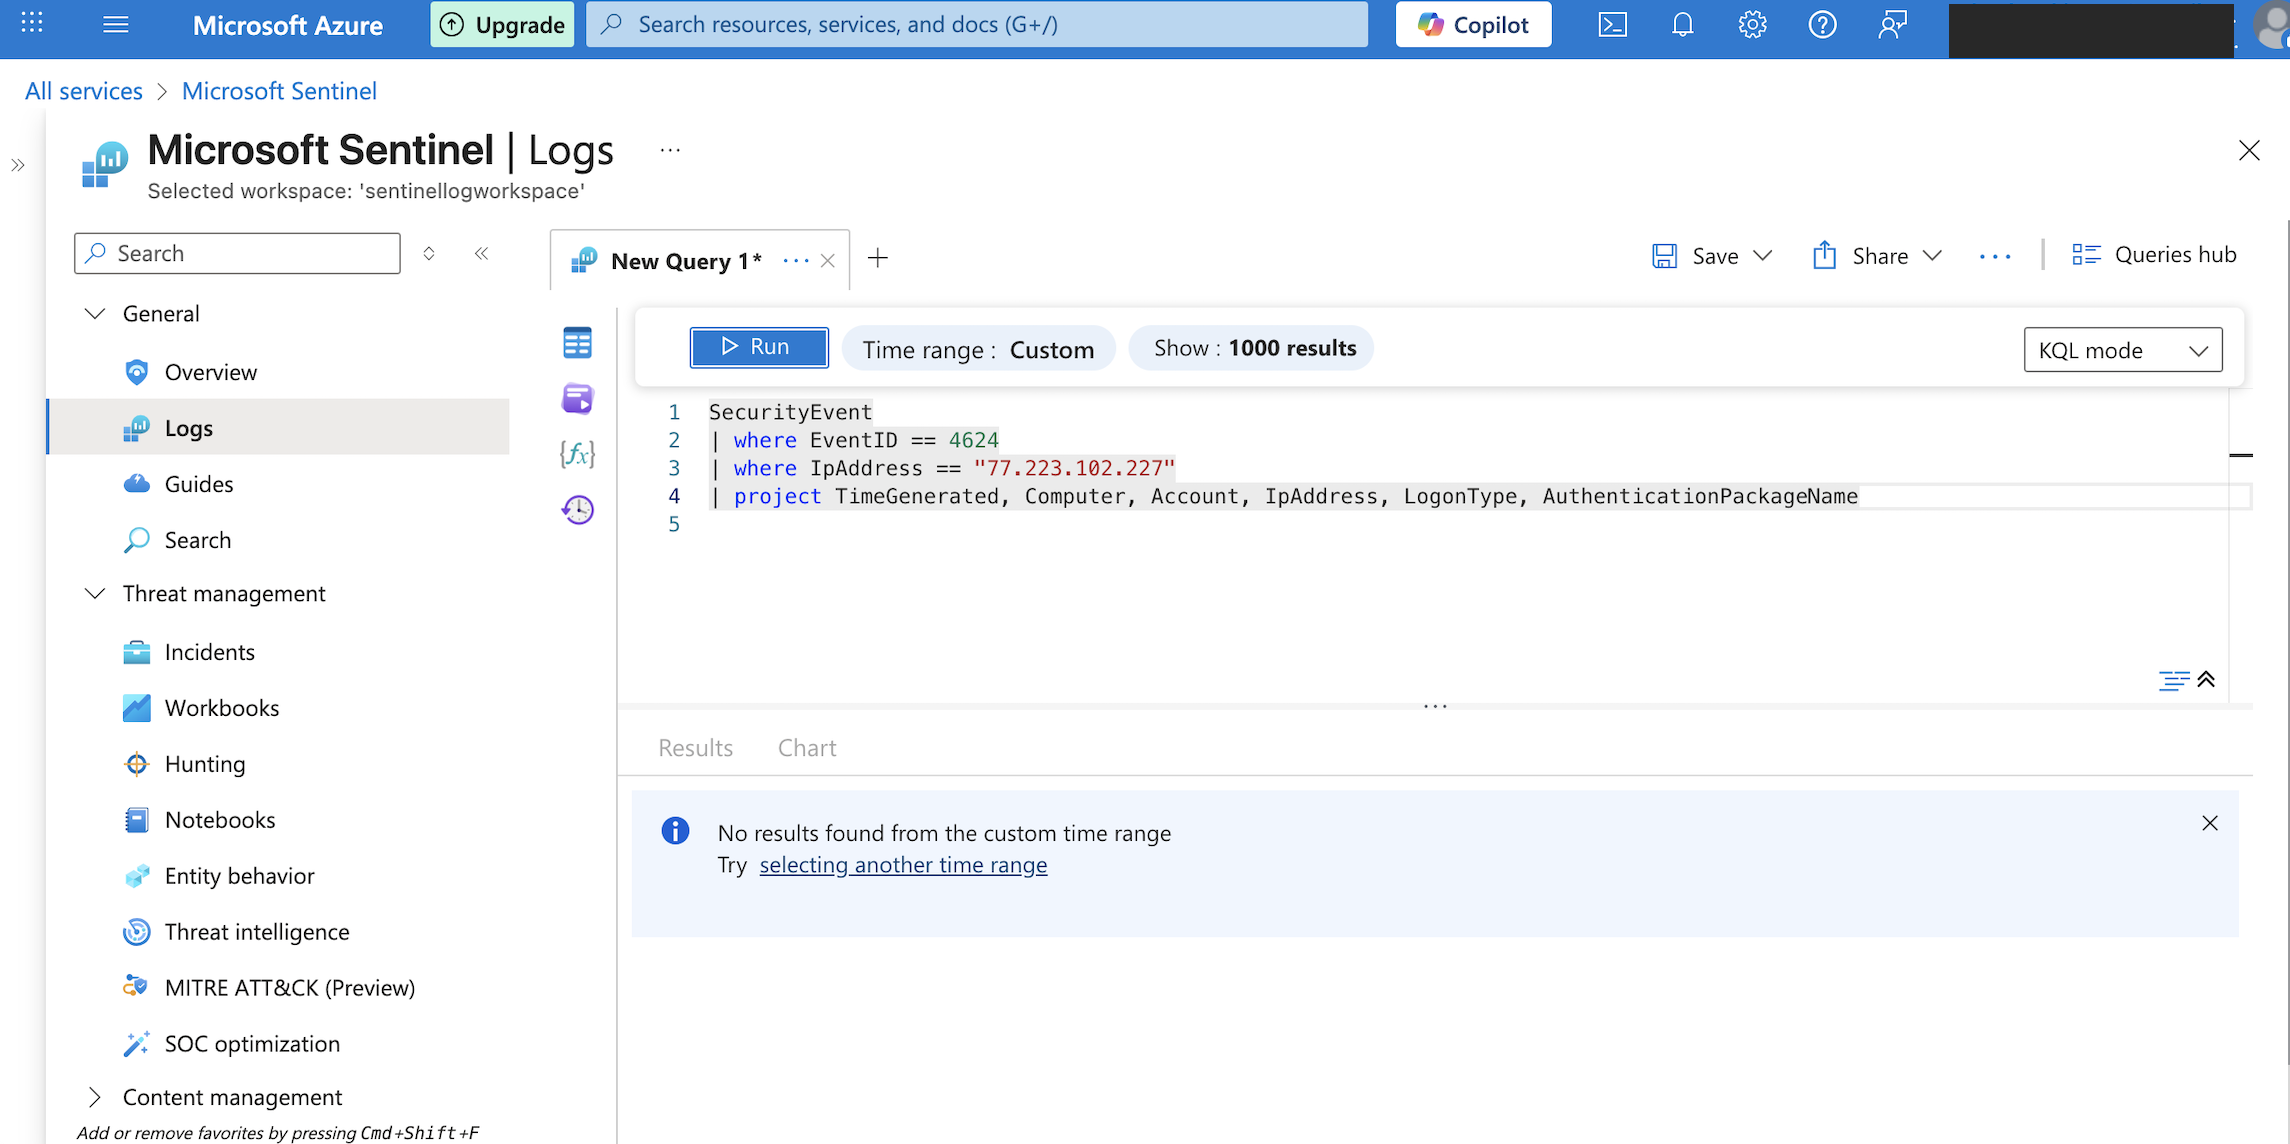 Microsoft Azure
Upgrade
Search resources, services, and docs (G+/)
Copilot
All services > Microsoft Sentinel
Microsoft Sentinel | Logs ...
Selected workspace: 'sentinellogworkspace'
Search
General
Overview
Logs
Guides
Search
Threat management
Incidents
Workbooks
Hunting
Notebooks
Entity behavior
Threat intelligence
MITRE ATT&CK (Preview)
SOC optimization
Content management
Add or remove favorites by pressing Cmd+Shift+F
New Query 1*
Save
Share
Queries hub
Run
Time range : Custom
Show : 1000 results
KQL mode
1 SecurityEvent
2 | where EventID == 4624
3 | where IpAddress == "77.223.102.227"
4 | project TimeGenerated, Computer, Account, IpAddress, LogonType, AuthenticationPackageName
5
Results Chart
No results found from the custom time range
Try selecting another time range